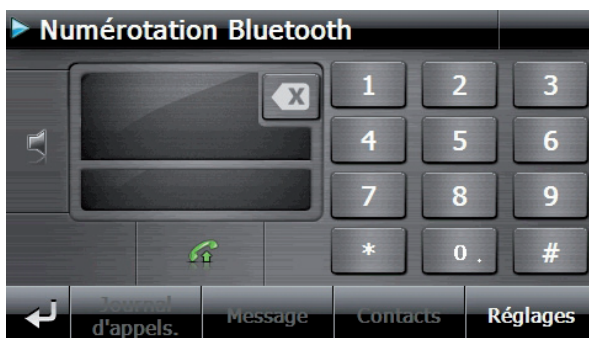 Numérotation Bluetooth
1 2 3
4 5 6
7 8 9
* 0 . #
Journal
d'appels.
Message
Contacts
Réglages